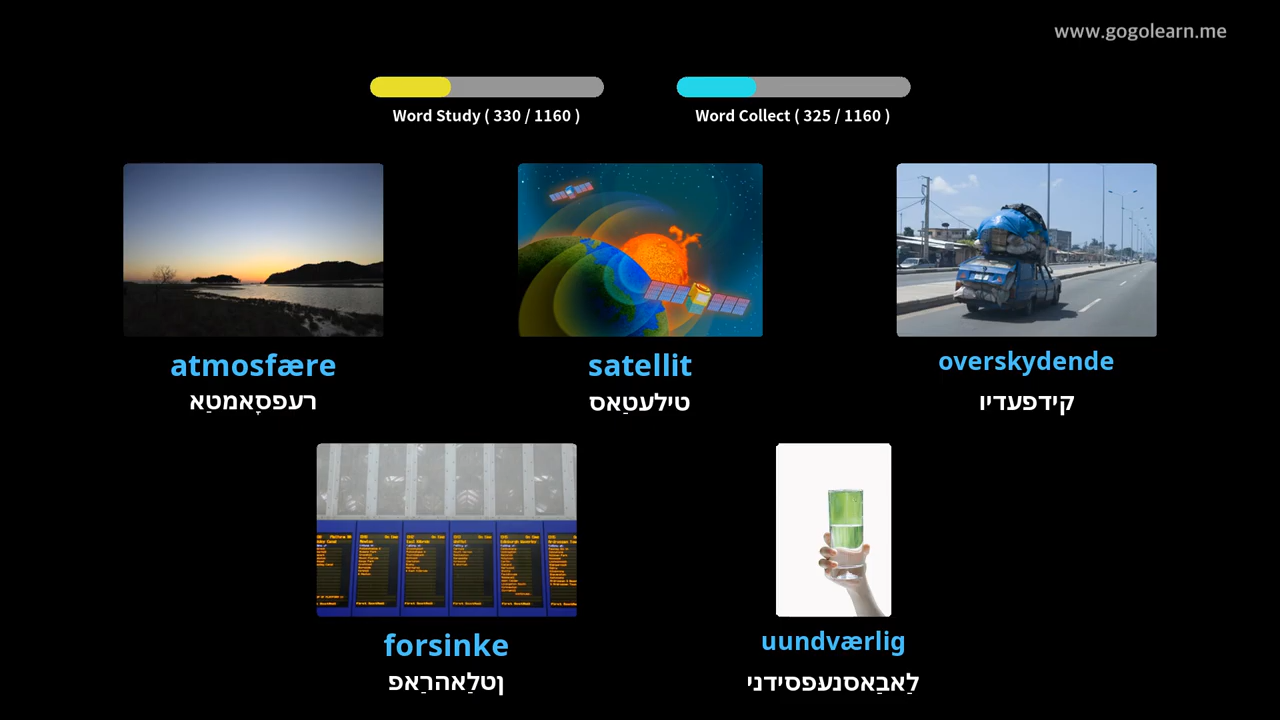 www.gogolearn.me
Word Study ( 330 / 1160 )
Word Collect ( 325 / 1160 )
atmosfære
רעפסָאמטַא
satellit
טילעטַאס
overskydende
קידפעדיו
forsinke
ןטלַאהרַאפ
uundværlig
לַאבַאסנעפסידני